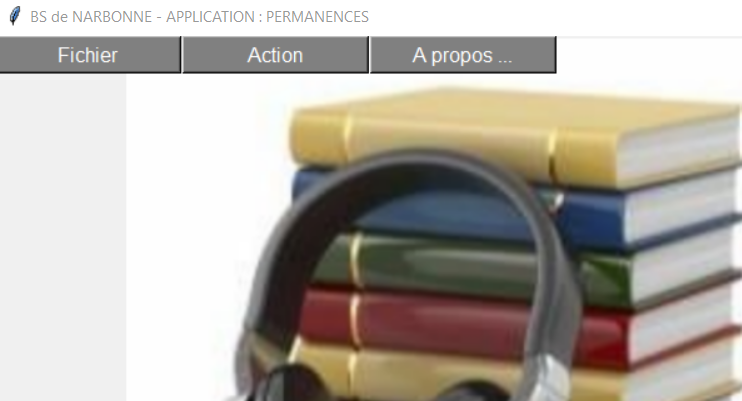 BS de NARBONNE - APPLICATION : PERMANENCES
Fichier Action A propos ...